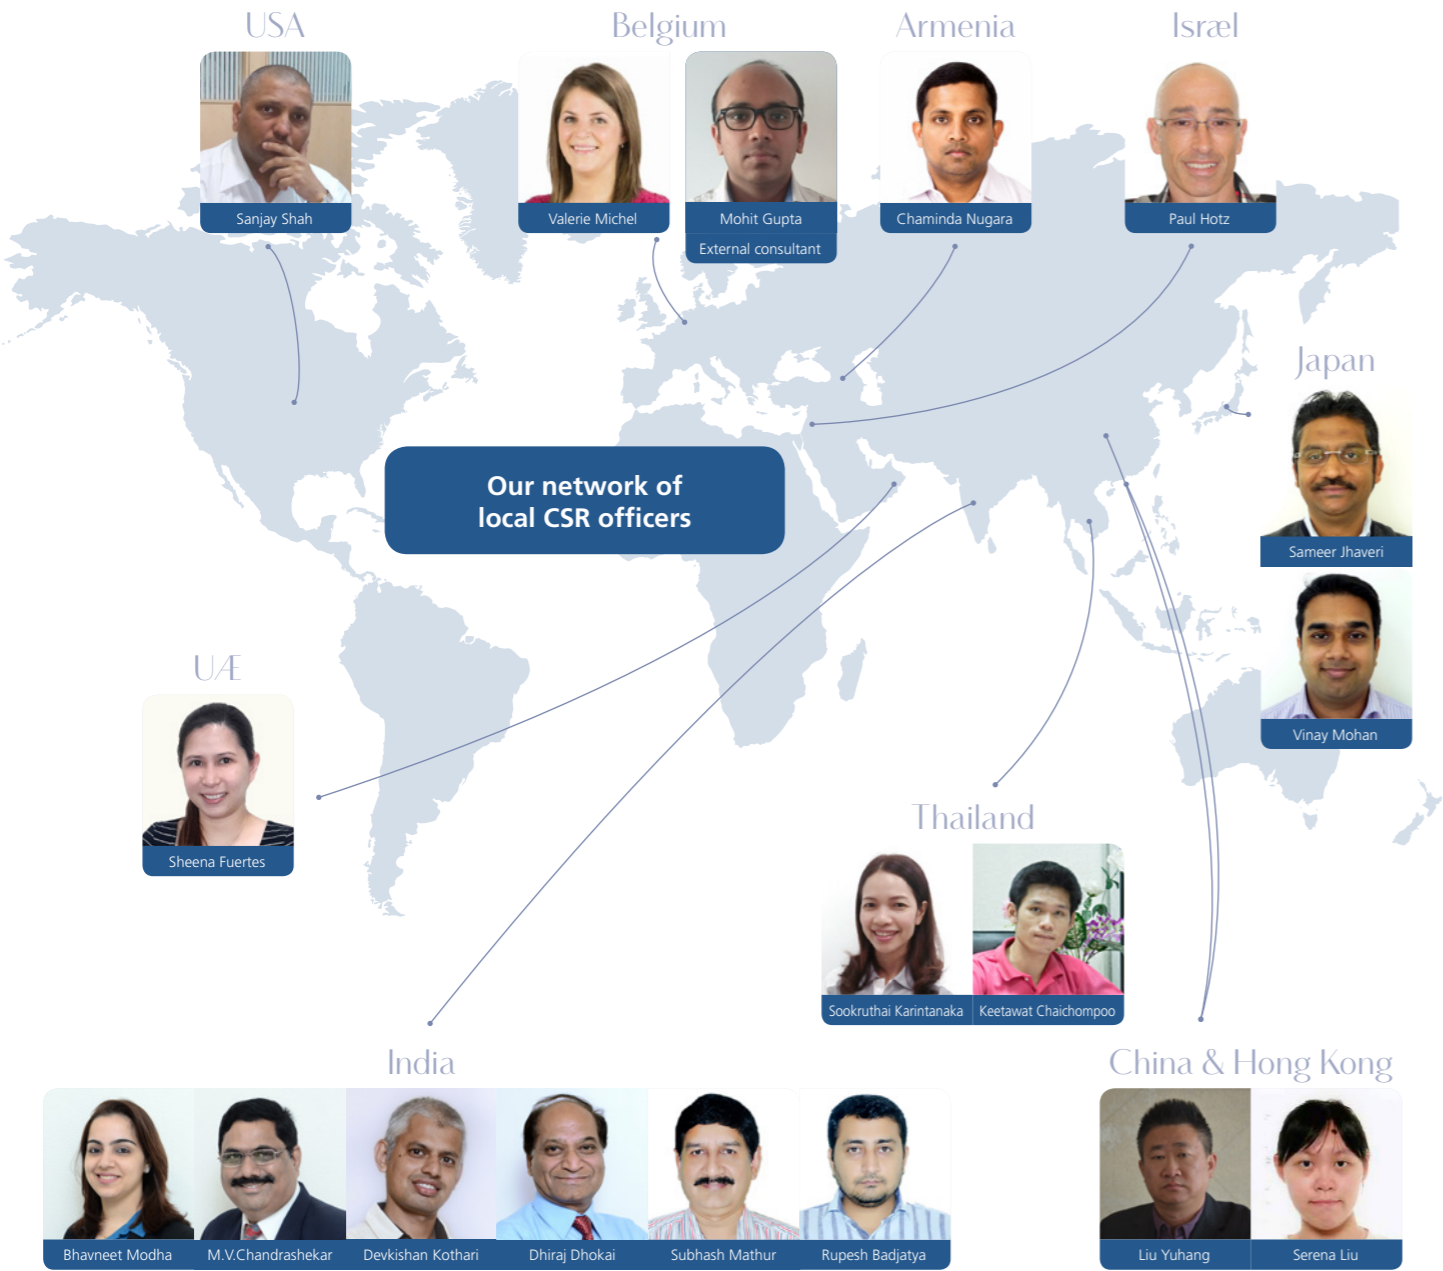 USA
Belgium
Armenia
Isræl
Sanjay Shah
Valerie Michel
Mohit Gupta
External consultant
Chaminda Nugara
Paul Hotz
Japan
Sameer Jhaveri
Vinay Mohan
Our network of
local CSR officers
UÆ
Sheena Fuertes
Thailand
Sookruthai Karintanaka
Keetawat Chaichompoo
India
Bhavneet Modha
M.V.Chandrashekar
Devkishan Kothari
Dhiraj Dhokai
Subhash Mathur
Rupesh Badjatya
China & Hong Kong
Liu Yuhang
Serena Liu